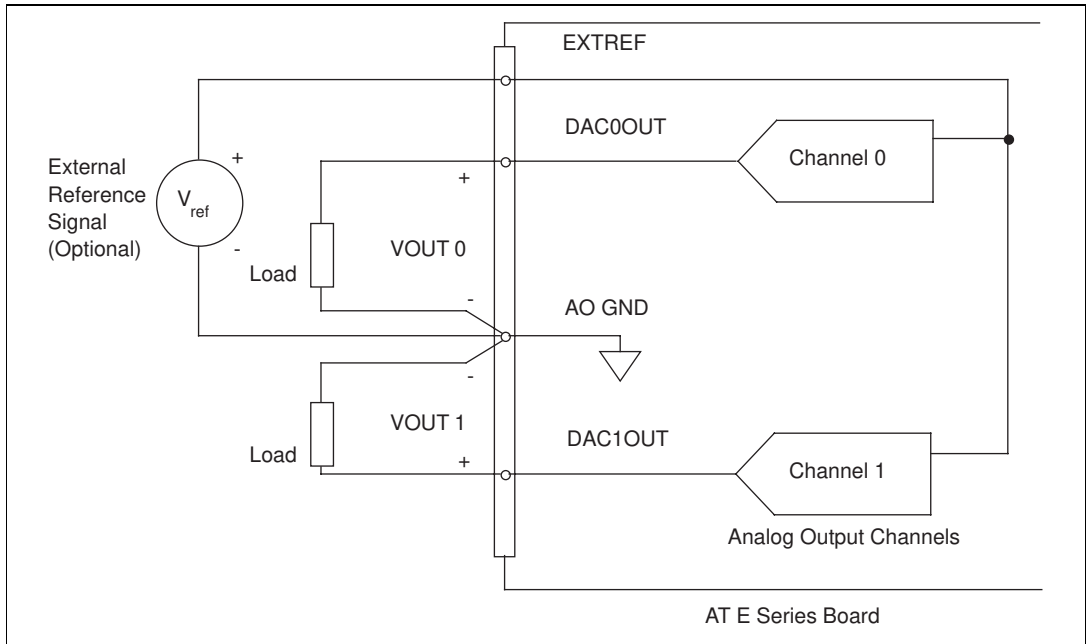 EXTREF
DAC0OUT
Channel 0
External
Reference
Signal
(Optional)
+
V_ref
-
+
VOUT 0
Load
-
AO GND
-
VOUT 1
Load
+
DAC1OUT
Channel 1
Analog Output Channels
AT E Series Board